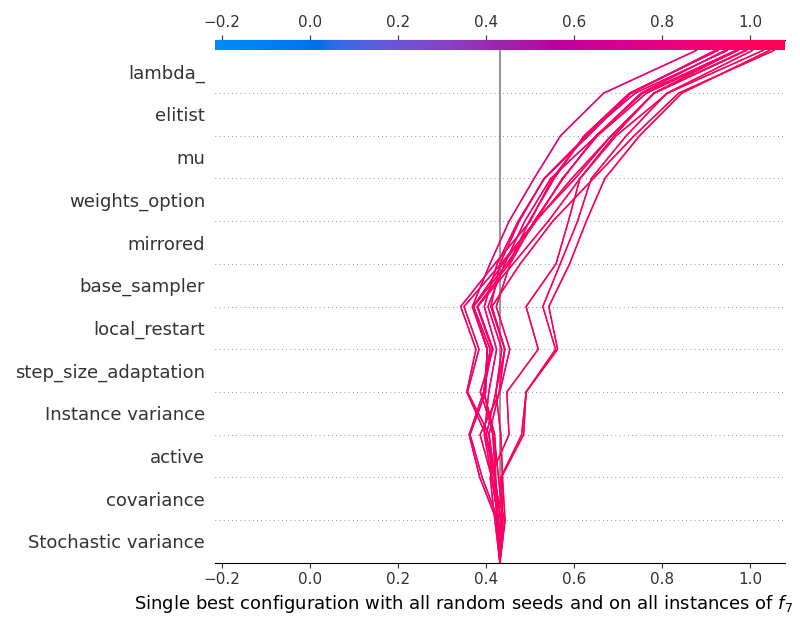 −0.2 0.0 0.2 0.4 0.6 0.8 1.0
lambda_
elitist
mu
weights_option
mirrored
base_sampler
local_restart
step_size_adaptation
Instance variance
active
covariance
Stochastic variance
−0.2 0.0 0.2 0.4 0.6 0.8 1.0
Single best configuration with all random seeds and on all instances of f₇